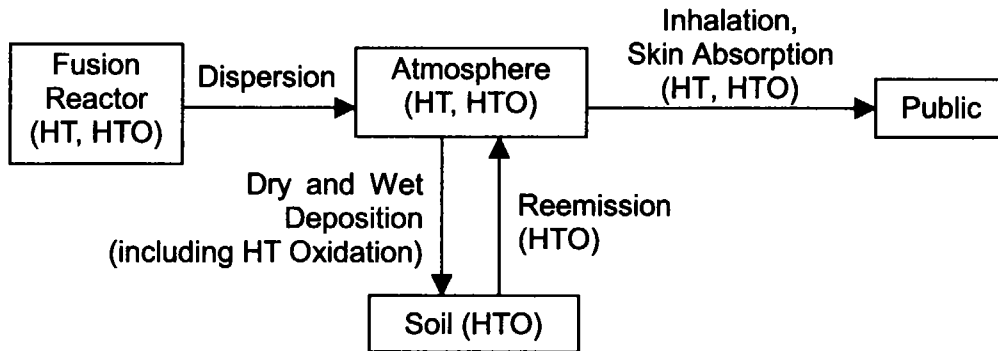 Fusion
Reactor
(HT, HTO)
Dispersion
Atmosphere
(HT, HTO)
Inhalation,
Skin Absorption
(HT, HTO)
Public
Dry and Wet
Deposition
(including HT Oxidation)
Reemission
(HTO)
Soil (HTO)